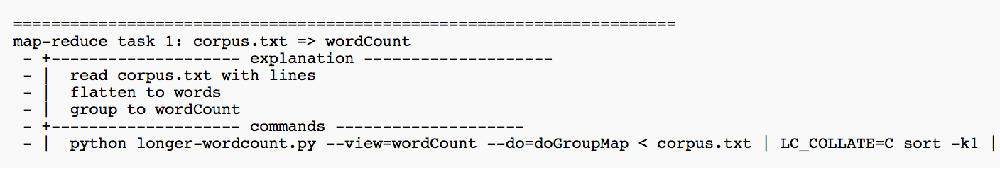 ======================================================================
map-reduce task 1: corpus.txt => wordCount
- +-------------------- explanation --------------------
- | read corpus.txt with lines
- | flatten to words
- | group to wordCount
- +-------------------- commands --------------------
- | python longer-wordcount.py --view=wordCount --do=doGroupMap < corpus.txt | LC_COLLATE=C sort -k1 |